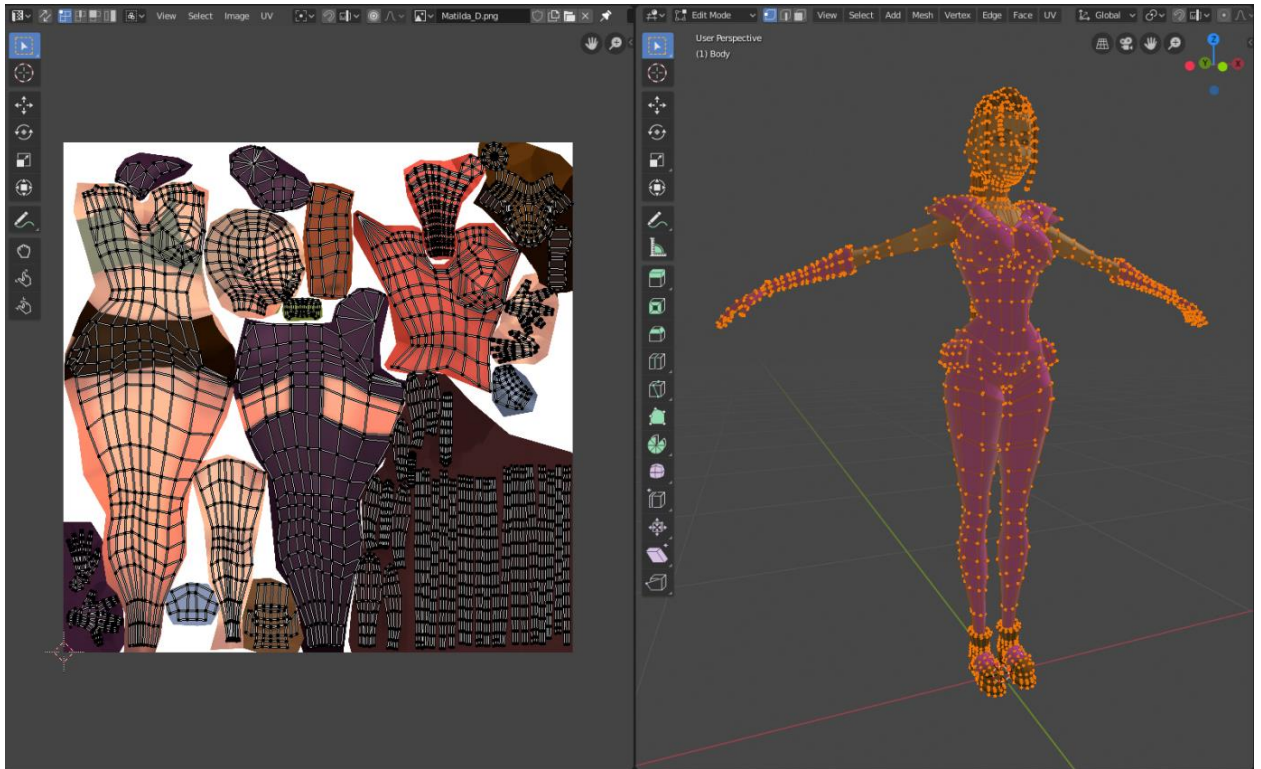 View Select Image UV Matilda_D.png
Edit Mode View Select Add Mesh Vertex Edge Face UV Global
User Perspective
(1) Body
Z
Y
X